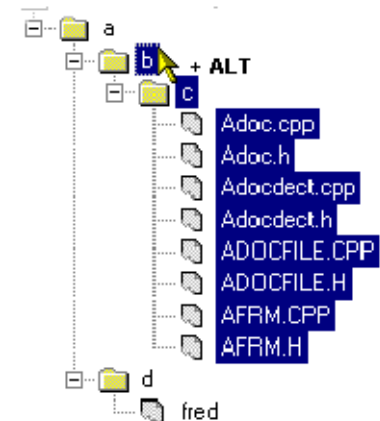 a
b + ALT
c
Adoc.cpp
Adoc.h
Adocdect.cpp
Adocdect.h
ADOCFILE.CPP
ADOCFILE.H
AFRM.CPP
AFRM.H
d
fred